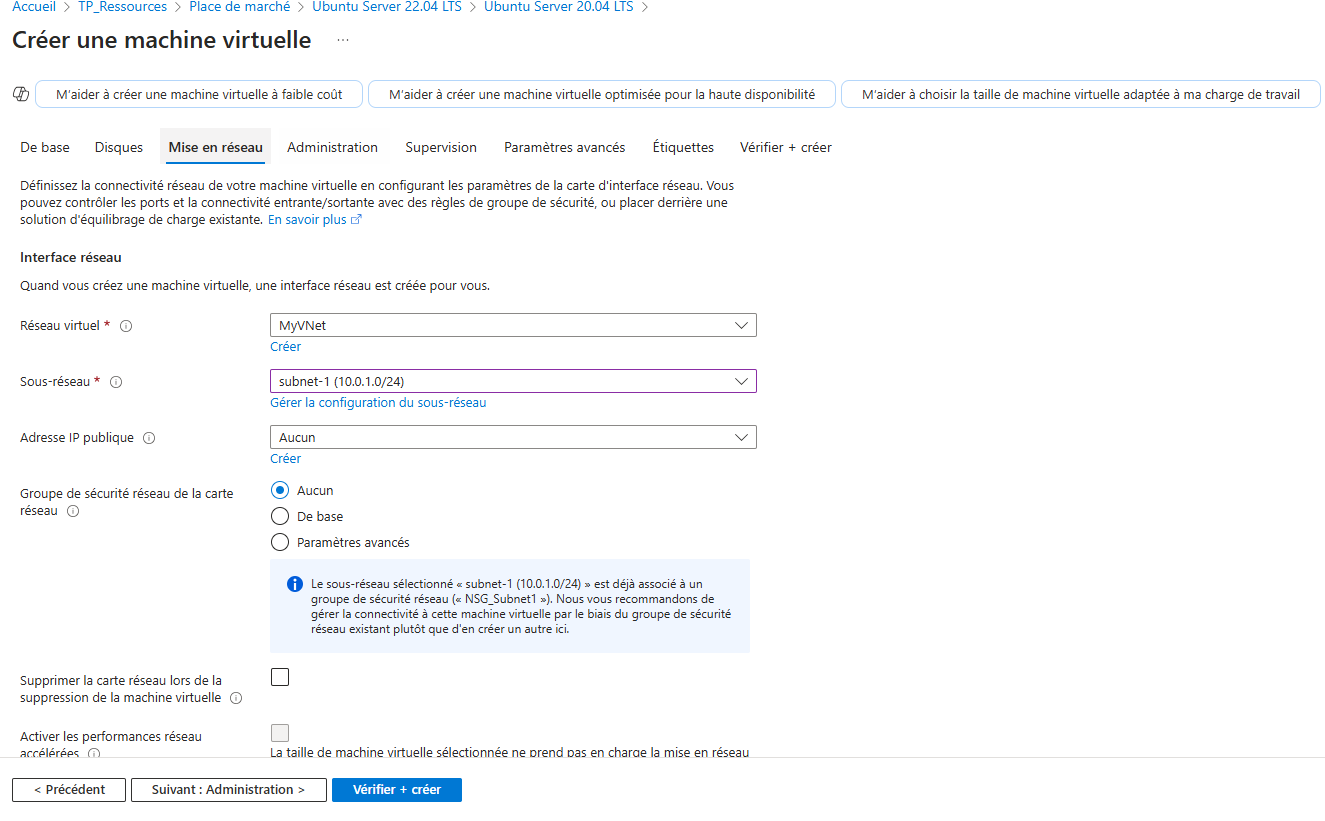 Accueil > TP_Ressources > Place de marché > Ubuntu Server 22.04 LTS > Ubuntu Server 20.04 LTS >
Créer une machine virtuelle ...
M'aider à créer une machine virtuelle à faible coût
M'aider à créer une machine virtuelle optimisée pour la haute disponibilité
M'aider à choisir la taille de machine virtuelle adaptée à ma charge de travail
De base
Disques
Mise en réseau
Administration
Supervision
Paramètres avancés
Étiquettes
Vérifier + créer
Définissez la connectivité réseau de votre machine virtuelle en configurant les paramètres de la carte d'interface réseau. Vous
pouvez contrôler les ports et la connectivité entrante/sortante avec des règles de groupe de sécurité, ou placer derrière une
solution d'équilibrage de charge existante. En savoir plus
Interface réseau
Quand vous créez une machine virtuelle, une interface réseau est créée pour vous.
Réseau virtuel *
MyVNet
Créer
Sous-réseau *
subnet-1 (10.0.1.0/24)
Gérer la configuration du sous-réseau
Adresse IP publique
Aucun
Créer
Groupe de sécurité réseau de la carte
réseau
Aucun
De base
Paramètres avancés
Le sous-réseau sélectionné « subnet-1 (10.0.1.0/24) » est déjà associé à un
groupe de sécurité réseau (« NSG_Subnet1 »). Nous vous recommandons de
gérer la connectivité à cette machine virtuelle par le biais du groupe de sécurité
réseau existant plutôt que d'en créer un autre ici.
Supprimer la carte réseau lors de la
suppression de la machine virtuelle
Activer les performances réseau
accélérées
La taille de machine virtuelle sélectionnée ne prend pas en charge la mise en réseau
< Précédent
Suivant : Administration >
Vérifier + créer